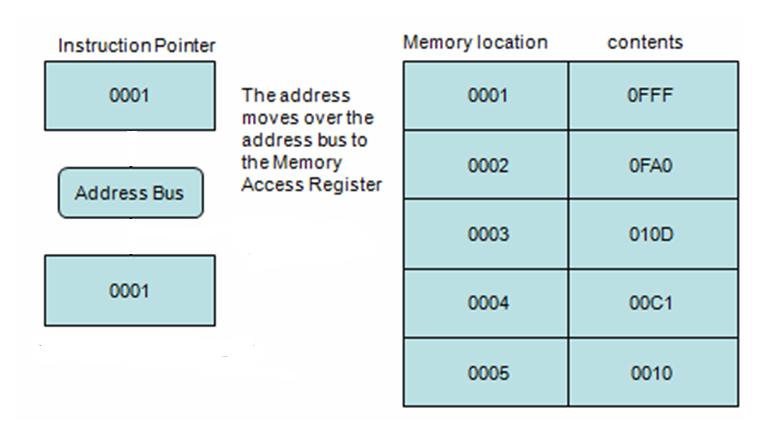 Instruction Pointer
0001
Address Bus
0001
The address
moves over the
address bus to
the Memory
Access Register
Memory location contents
0001 0FFF
0002 0FA0
0003 010D
0004 00C1
0005 0010